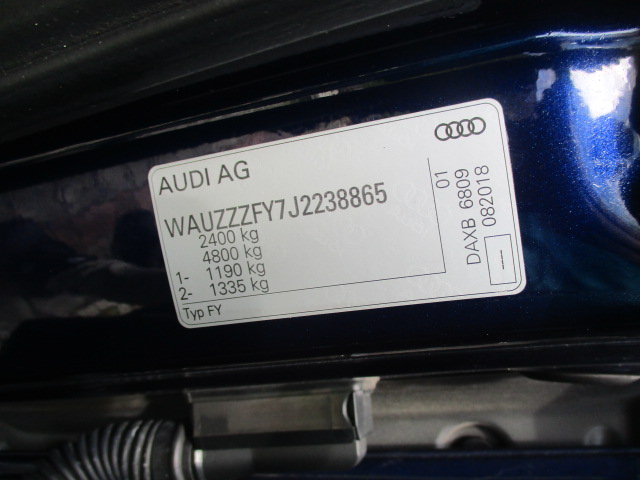 AUDI AG
WAUZZZFY7J2238865
2400 kg
4800 kg
1- 1190 kg
2- 1335 kg
Typ FY
01
DAXB 6809
082018